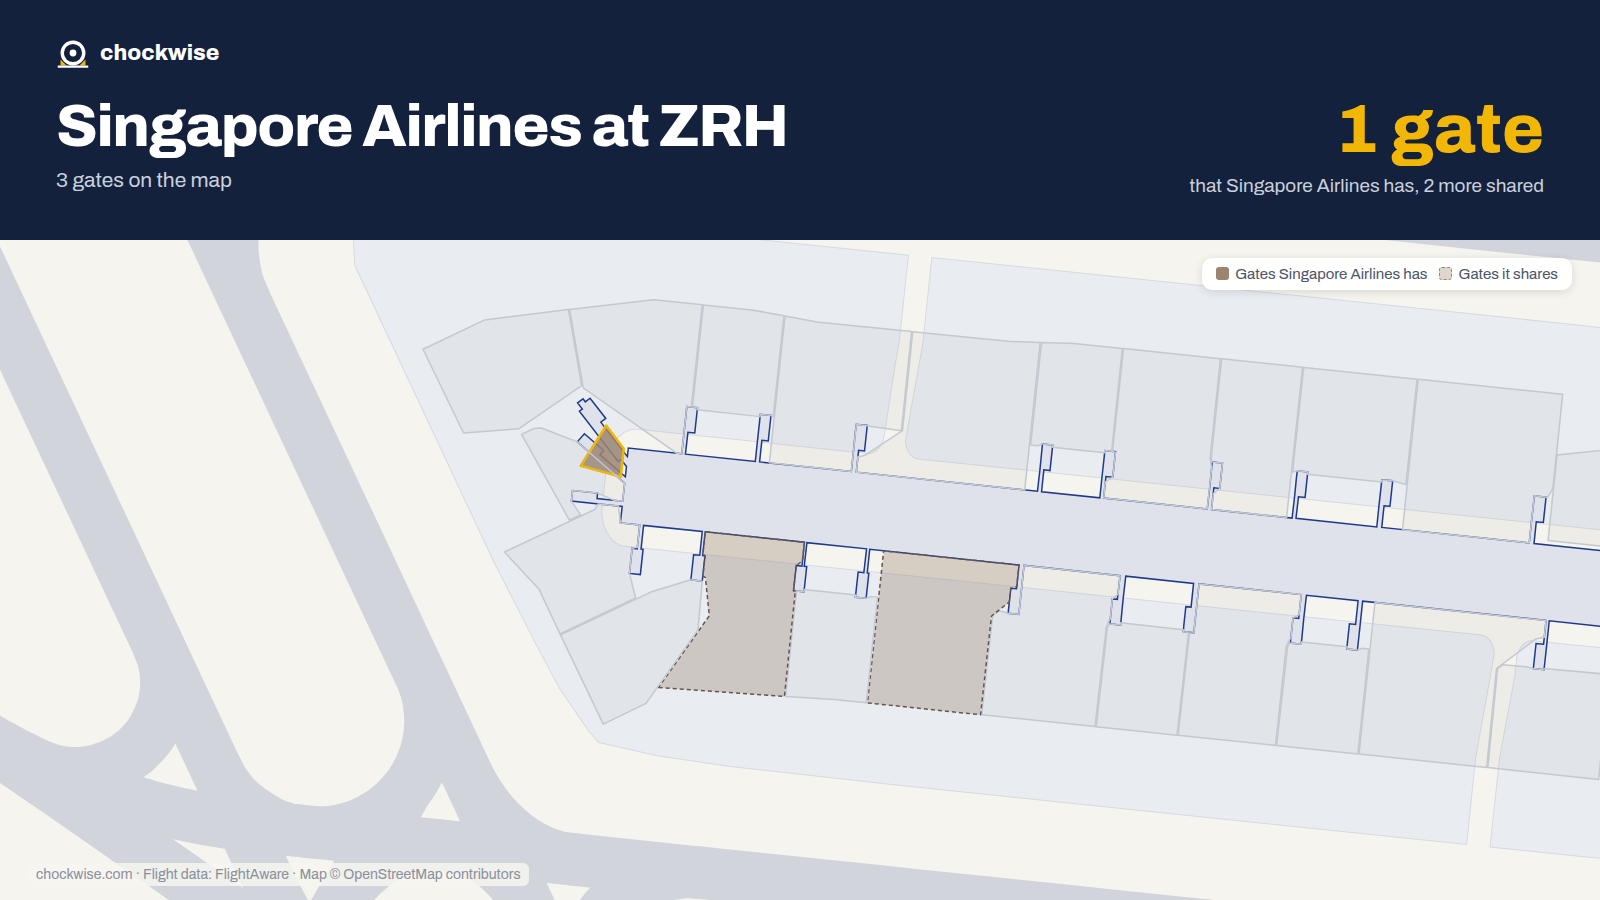 chockwise
Singapore Airlines at ZRH
3 gates on the map
1 gate
that Singapore Airlines has, 2 more shared
Gates Singapore Airlines has
Gates it shares
chockwise.com · Flight data: FlightAware · Map © OpenStreetMap contributors